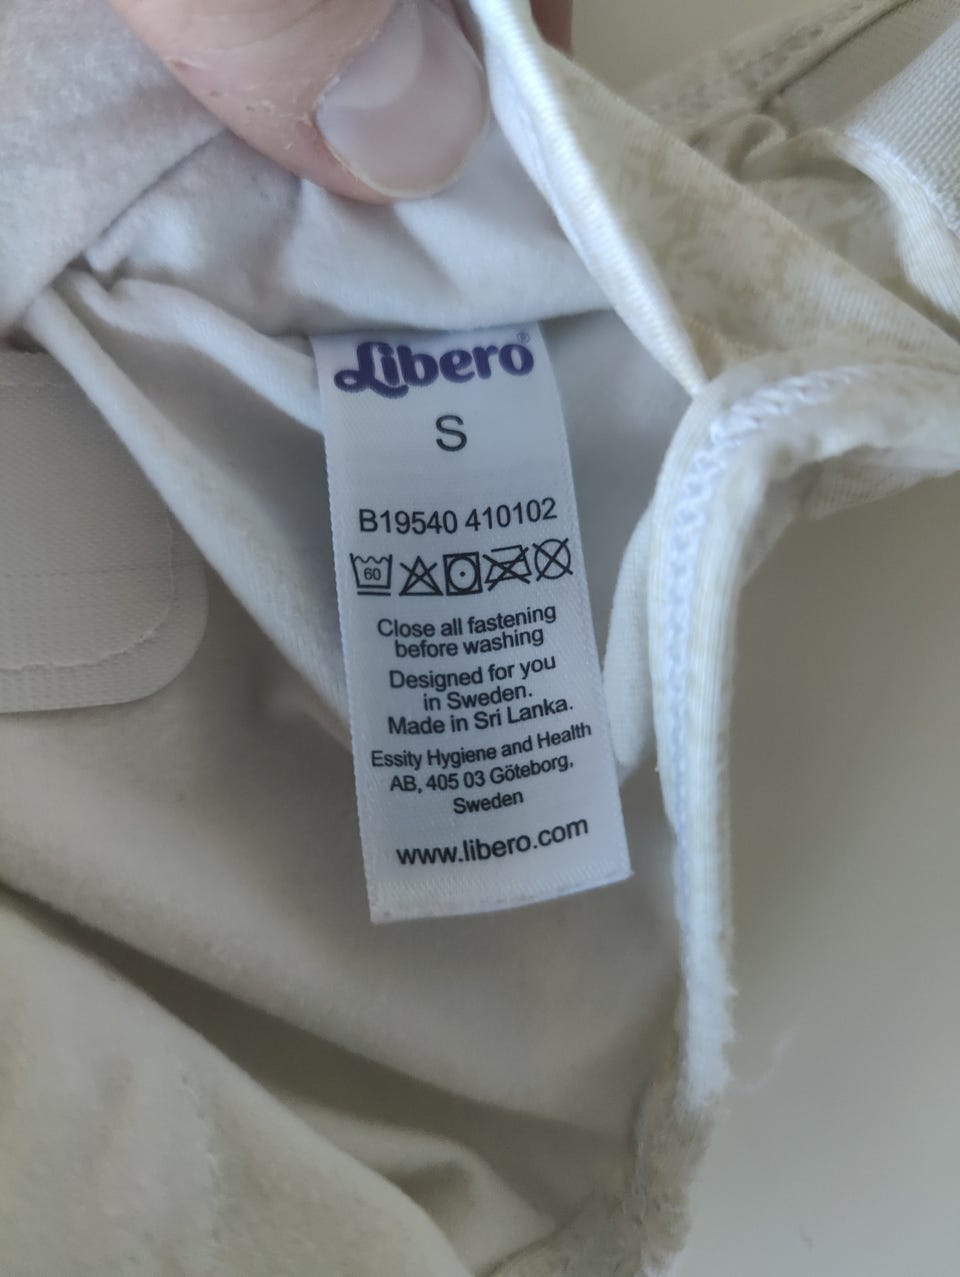 Libero®
S
B19540 410102
60
Close all fastening
before washing
Designed for you
in Sweden.
Made in Sri Lanka.
Essity Hygiene and Health
AB, 405 03 Göteborg,
Sweden
www.libero.com